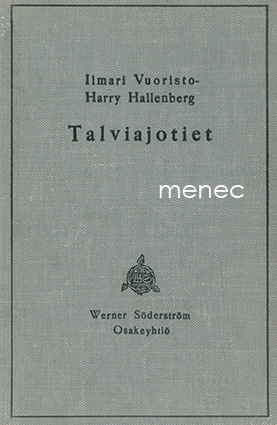 Ilmari Vuoristo-
Harry Hallenberg
Talviajotiet
menec
Werner Söderström
Osakeyhtiö